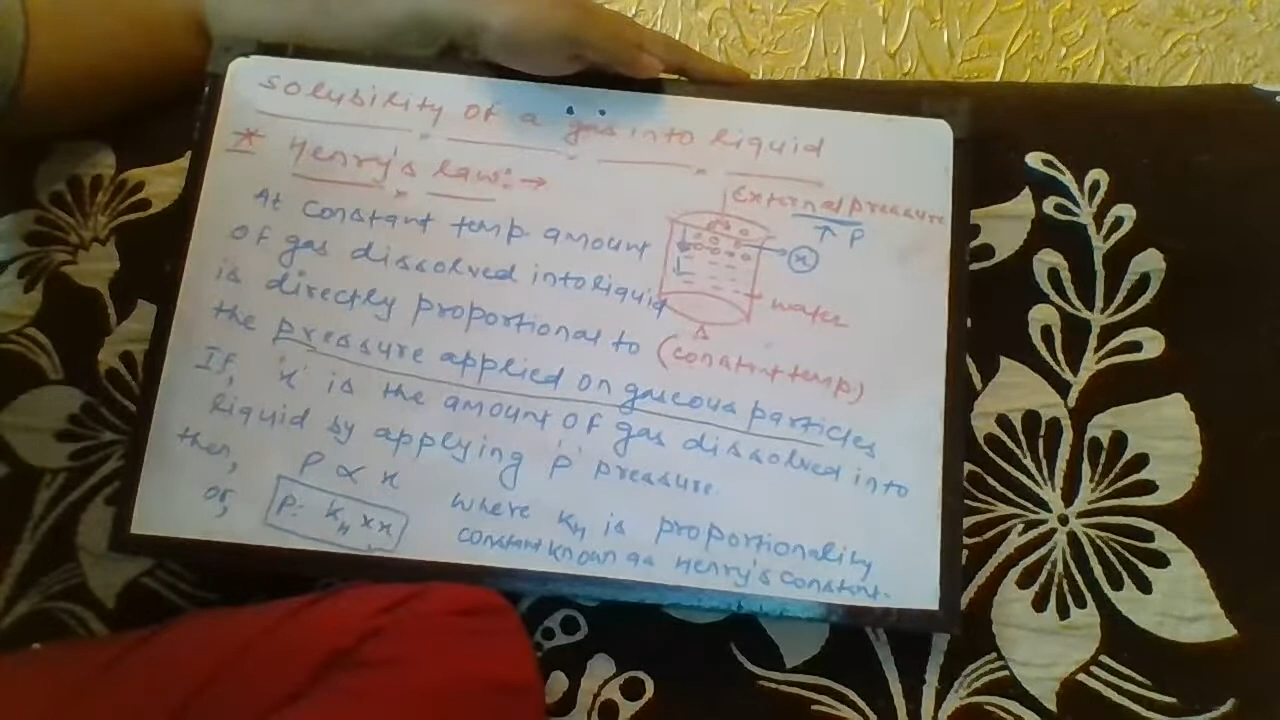 solubility of a gas into liquid
* Henry's law:→
External pressure
↑ P
At constant temp. amount
of gas dissolved into liquid
x
is directly proportional to
water
Δ
(constant temp)
the pressure applied on gaseous particles
If, 'x' is the amount of gas dissolved into
liquid by applying 'p' pressure.
then, P ∝ x
or, P = K_H × x
where K_H is proportionality
constant known as Henry's constant.